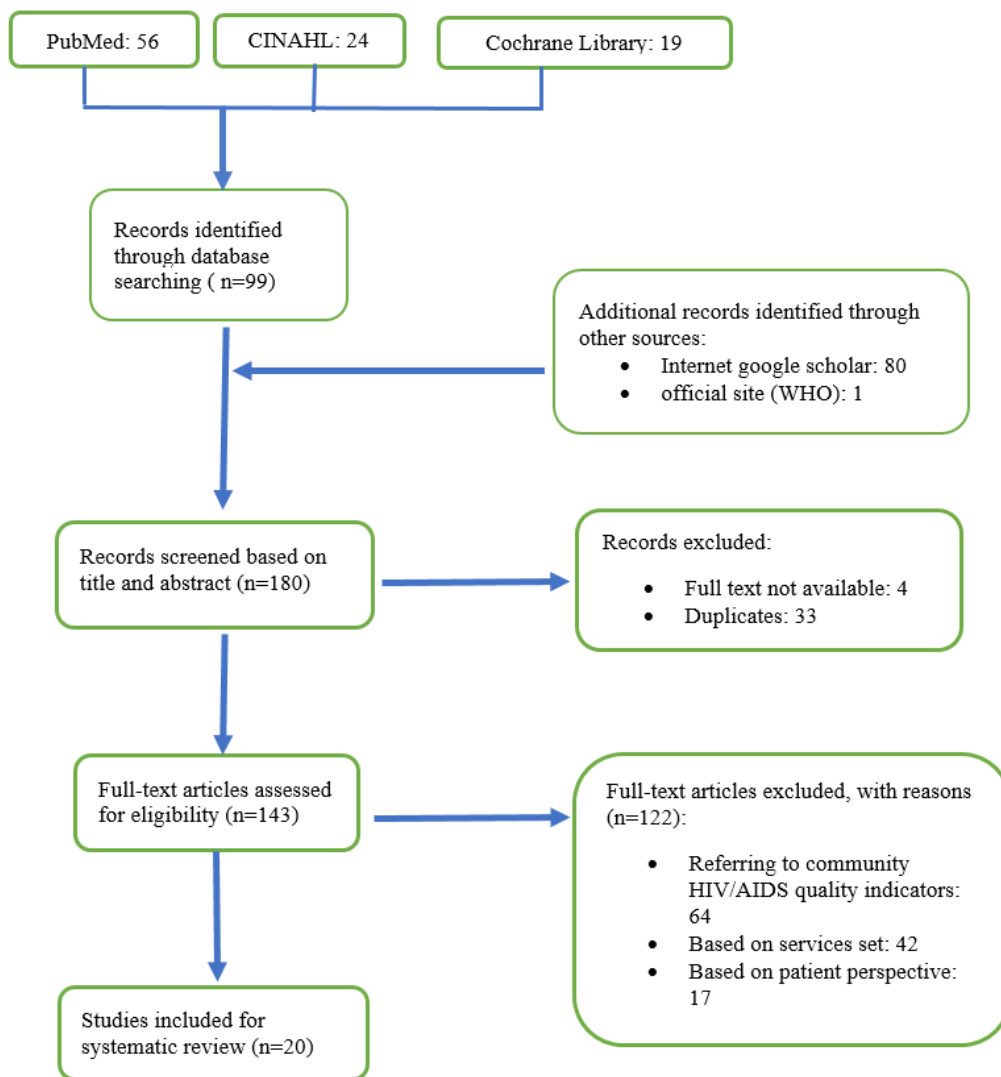 PubMed: 56
CINAHL: 24
Cochrane Library: 19
Records identified
through database
searching ( n=99)
Additional records identified through
other sources:
• Internet google scholar: 80
• official site (WHO): 1
Records screened based on
title and abstract (n=180)
Records excluded:
• Full text not available: 4
• Duplicates: 33
Full-text articles assessed
for eligibility (n=143)
Full-text articles excluded, with reasons
(n=122):
• Referring to community
HIV/AIDS quality indicators:
64
• Based on services set: 42
• Based on patient perspective:
17
Studies included for
systematic review (n=20)